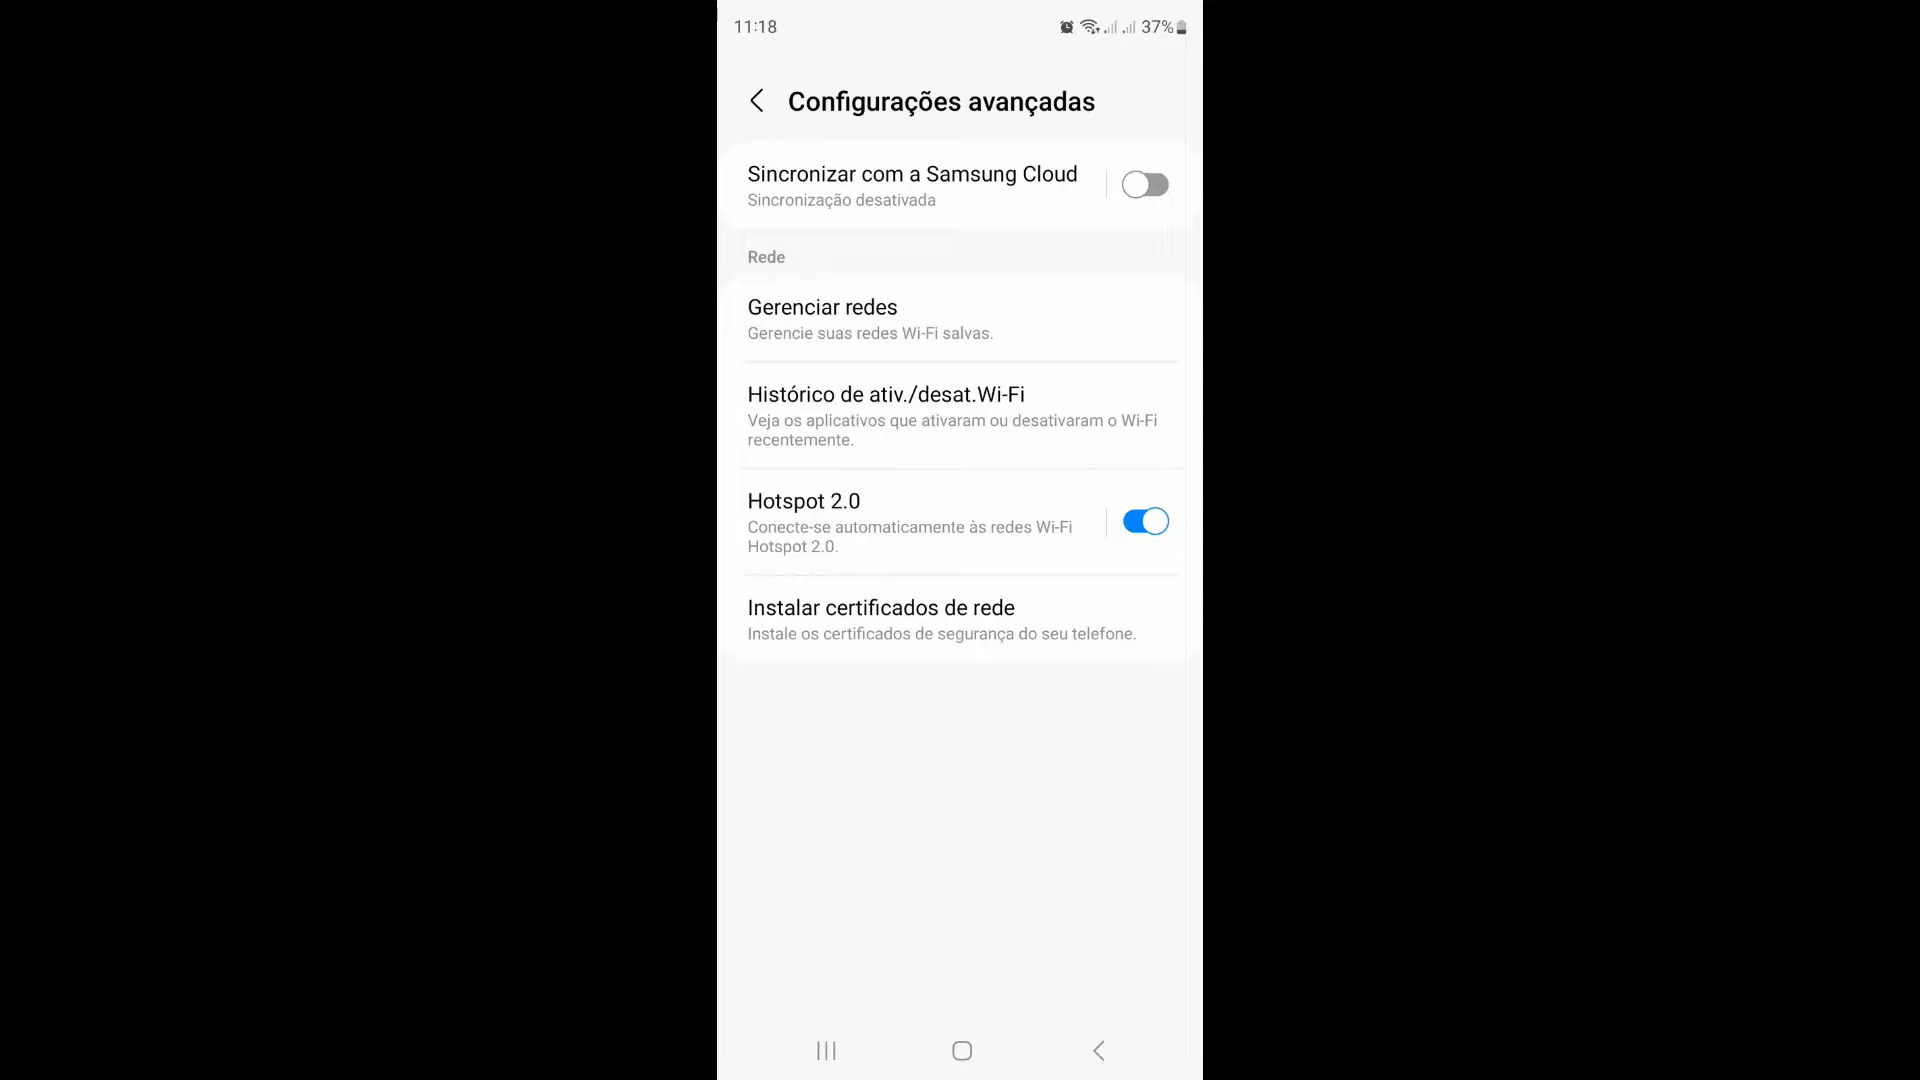 11:18
37%
Configurações avançadas
Sincronizar com a Samsung Cloud
Sincronização desativada
Rede
Gerenciar redes
Gerencie suas redes Wi-Fi salvas.
Histórico de ativ./desat.Wi-Fi
Veja os aplicativos que ativaram ou desativaram o Wi-Fi
recentemente.
Hotspot 2.0
Conecte-se automaticamente às redes Wi-Fi
Hotspot 2.0.
Instalar certificados de rede
Instale os certificados de segurança do seu telefone.